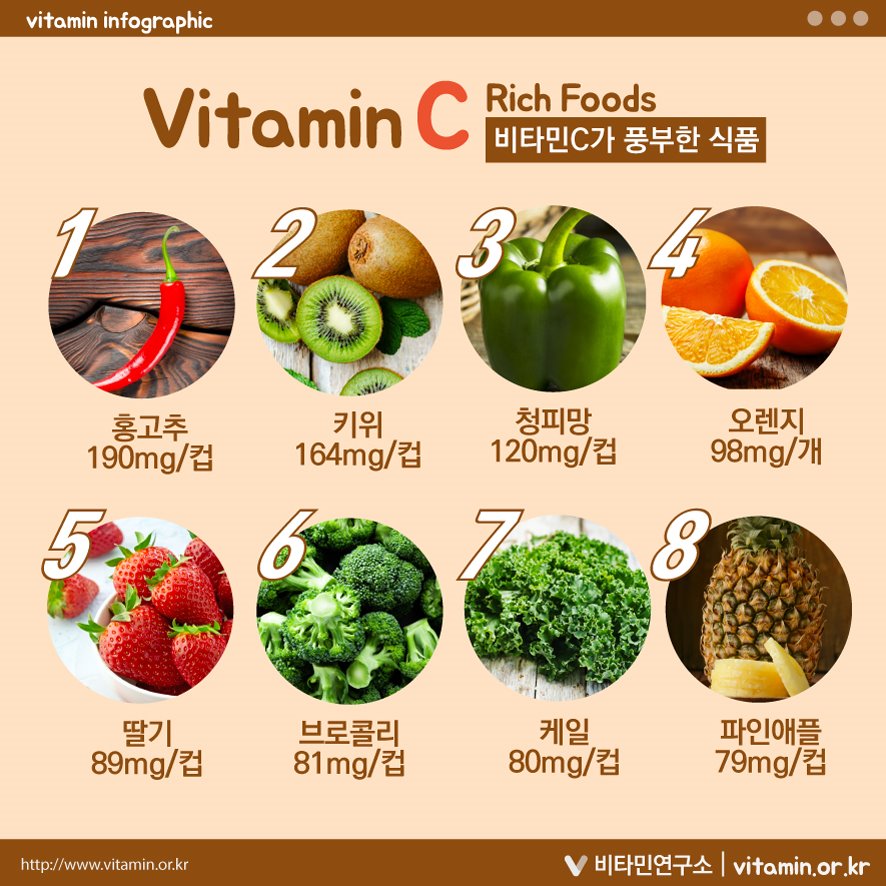 vitamin infographic
Vitamin C
Rich Foods
비타민C가 풍부한 식품
1
홍고추
190mg/컵
2
키위
164mg/컵
3
청피망
120mg/컵
4
오렌지
98mg/개
5
딸기
89mg/컵
6
브로콜리
81mg/컵
7
케일
80mg/컵
8
파인애플
79mg/컵
http://www.vitamin.or.kr
비타민연구소 | vitamin.or.kr